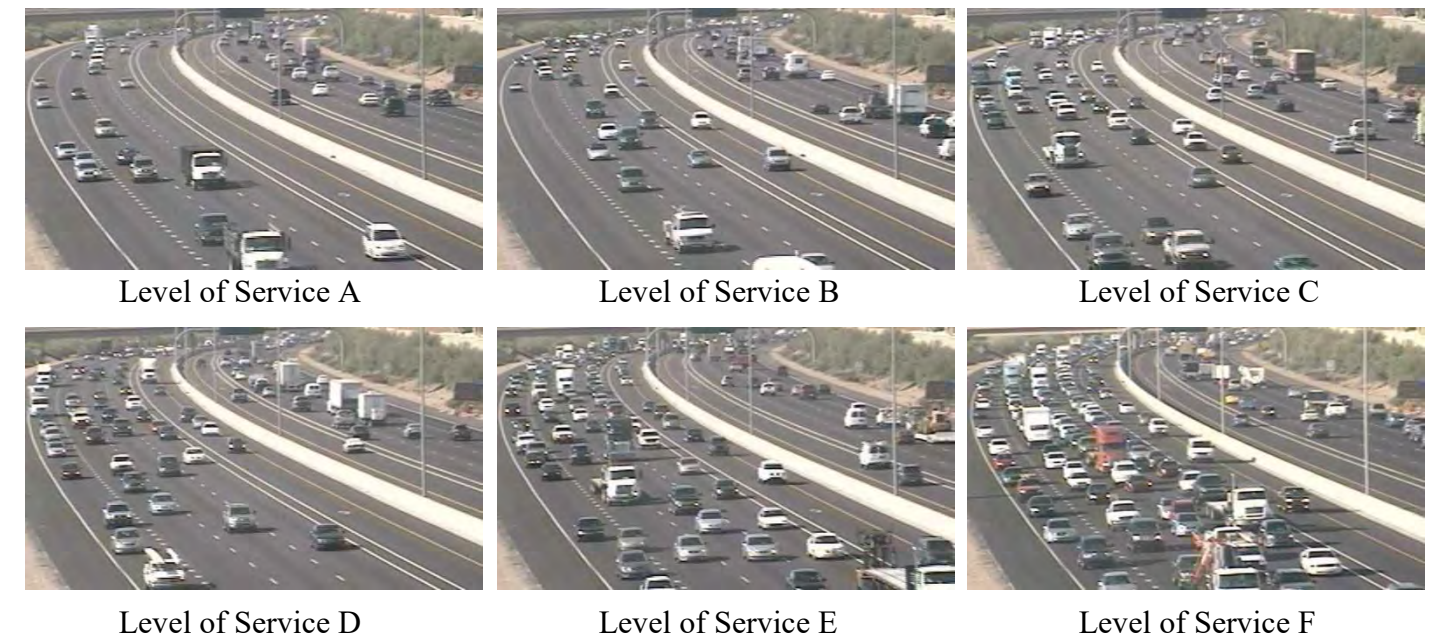 Level of Service A
Level of Service B
Level of Service C
Level of Service D
Level of Service E
Level of Service F